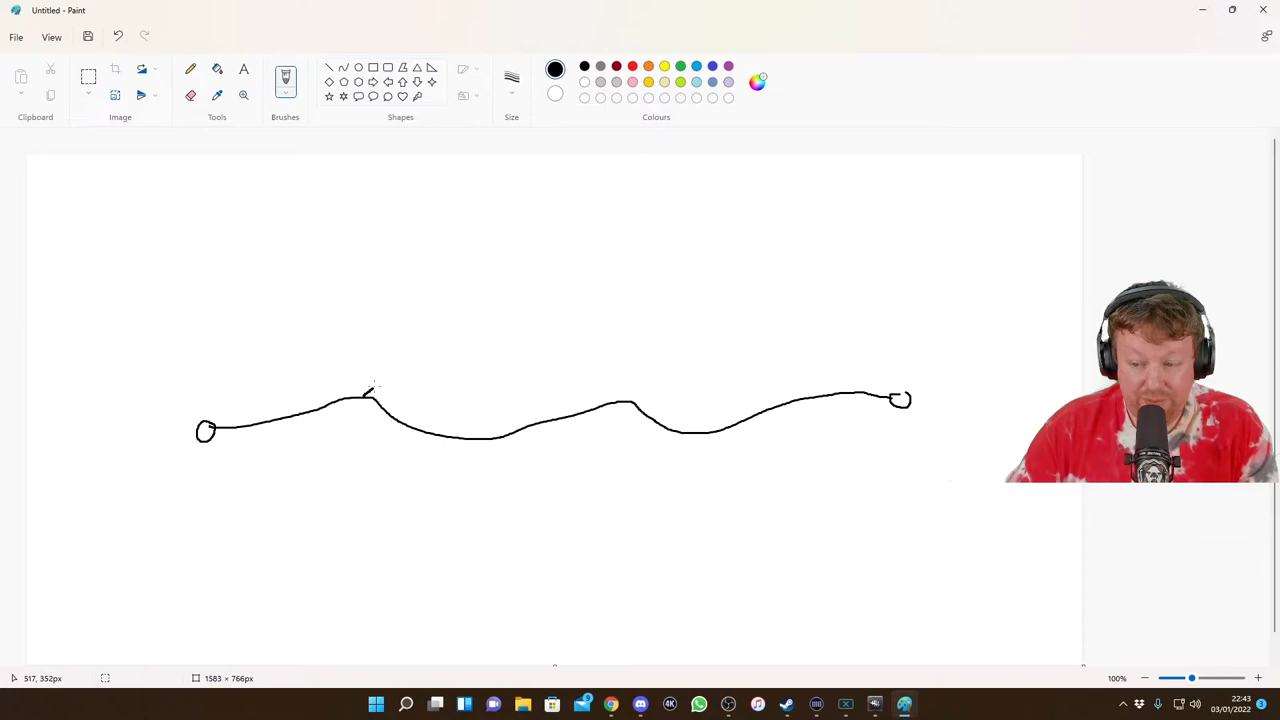 Untitled - Paint
File
View
Clipboard
Image
Tools
Brushes
Shapes
Size
Colours
517, 352px
1583 × 766px
100%
4K
22:43
03/01/2022